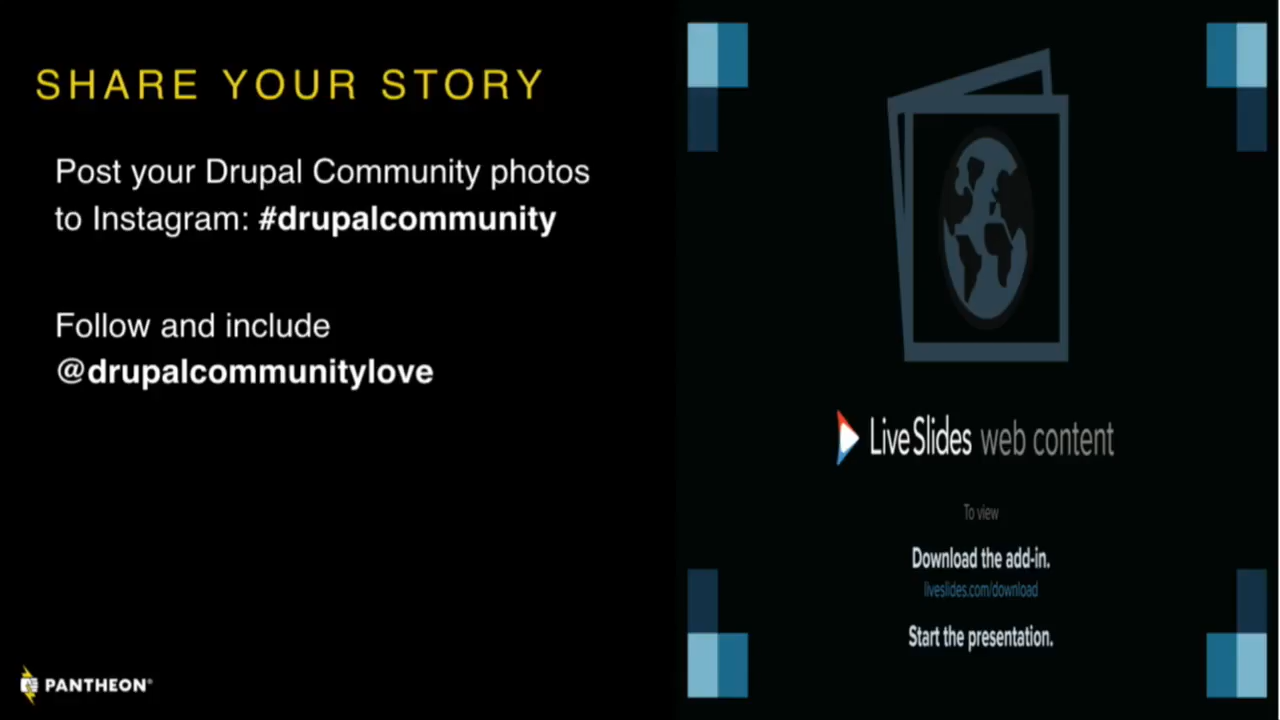 SHARE YOUR STORY
Post your Drupal Community photos
to Instagram: #drupalcommunity
Follow and include
@drupalcommunitylove
PANTHEON®
LiveSlides web content
To view
Download the add-in.
liveslides.com/download
Start the presentation.